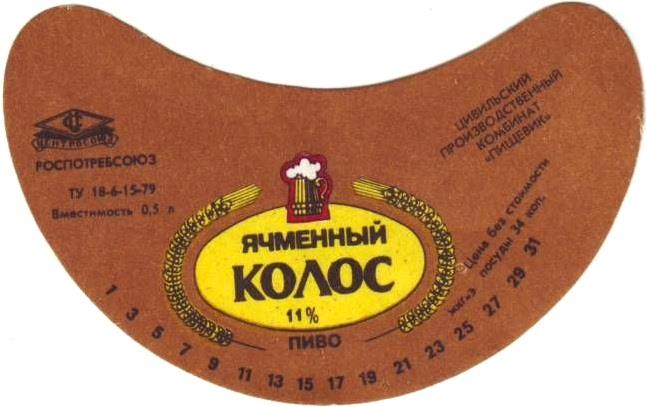 ЦЕНТРОСОЮЗ
РОСПОТРЕБСОЮЗ
ТУ 18-6-15-79
Вместимость 0,5 л
ЦИВИЛЬСКИЙ
ПРОИЗВОДСТВЕННЫЙ
КОМБИНАТ
"ПИЩЕВИК"
Цена без стоимости
посуды 34 коп.
ЯЧМЕННЫЙ
КОЛОС
11%
ПИВО
1 3 5 7 9 11 13 15 17 19 21 23 25 27 29 31